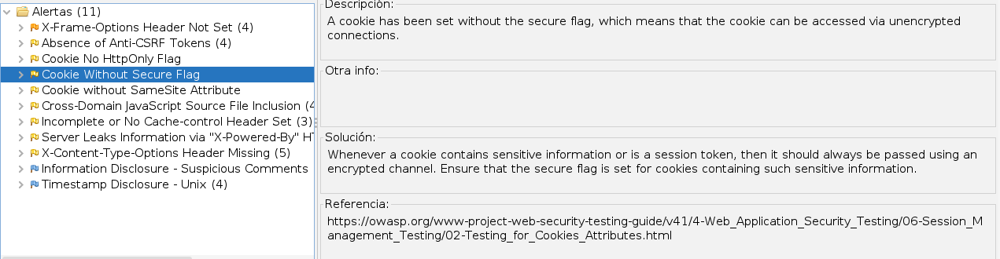 Alertas (11)
X-Frame-Options Header Not Set (4)
Absence of Anti-CSRF Tokens (4)
Cookie No HttpOnly Flag
Cookie Without Secure Flag
Cookie without SameSite Attribute
Cross-Domain JavaScript Source File Inclusion (4
Incomplete or No Cache-control Header Set (3)
Server Leaks Information via "X-Powered-By" HT
X-Content-Type-Options Header Missing (5)
Information Disclosure - Suspicious Comments
Timestamp Disclosure - Unix (4)
Descripción:
A cookie has been set without the secure flag, which means that the cookie can be accessed via unencrypted
connections.
Otra info:
Solución:
Whenever a cookie contains sensitive information or is a session token, then it should always be passed using an
encrypted channel. Ensure that the secure flag is set for cookies containing such sensitive information.
Referencia:
https://owasp.org/www-project-web-security-testing-guide/v41/4-Web_Application_Security_Testing/06-Session_M
anagement_Testing/02-Testing_for_Cookies_Attributes.html